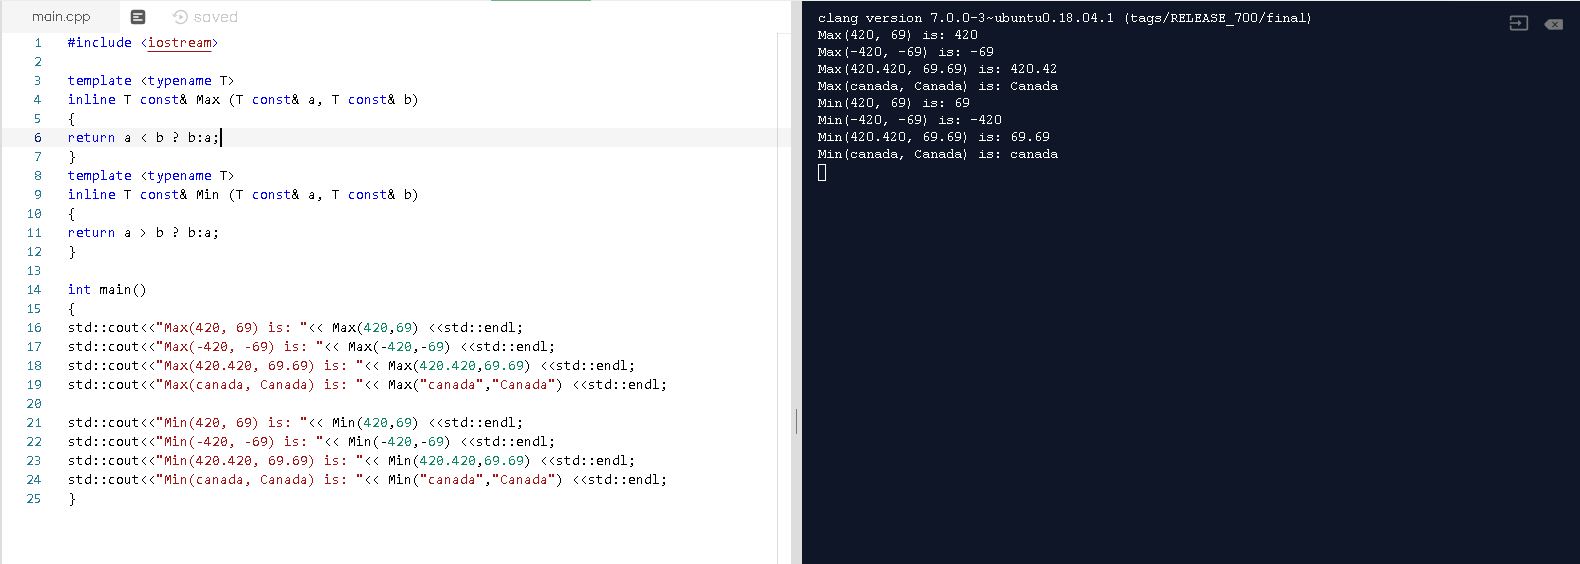 main.cpp saved
1 #include <iostream>
2
3 template <typename T>
4 inline T const& Max (T const& a, T const& b)
5 {
6 return a < b ? b:a;
7 }
8 template <typename T>
9 inline T const& Min (T const& a, T const& b)
10 {
11 return a > b ? b:a;
12 }
13
14 int main()
15 {
16 std::cout<<"Max(420, 69) is: "<< Max(420,69) <<std::endl;
17 std::cout<<"Max(-420, -69) is: "<< Max(-420,-69) <<std::endl;
18 std::cout<<"Max(420.420, 69.69) is: "<< Max(420.420,69.69) <<std::endl;
19 std::cout<<"Max(canada, Canada) is: "<< Max("canada","Canada") <<std::endl;
20
21 std::cout<<"Min(420, 69) is: "<< Min(420,69) <<std::endl;
22 std::cout<<"Min(-420, -69) is: "<< Min(-420,-69) <<std::endl;
23 std::cout<<"Min(420.420, 69.69) is: "<< Min(420.420,69.69) <<std::endl;
24 std::cout<<"Min(canada, Canada) is: "<< Min("canada","Canada") <<std::endl;
25 }
clang version 7.0.0-3~ubuntu0.18.04.1 (tags/RELEASE_700/final)
Max(420, 69) is: 420
Max(-420, -69) is: -69
Max(420.420, 69.69) is: 420.42
Max(canada, Canada) is: Canada
Min(420, 69) is: 69
Min(-420, -69) is: -420
Min(420.420, 69.69) is: 69.69
Min(canada, Canada) is: canada